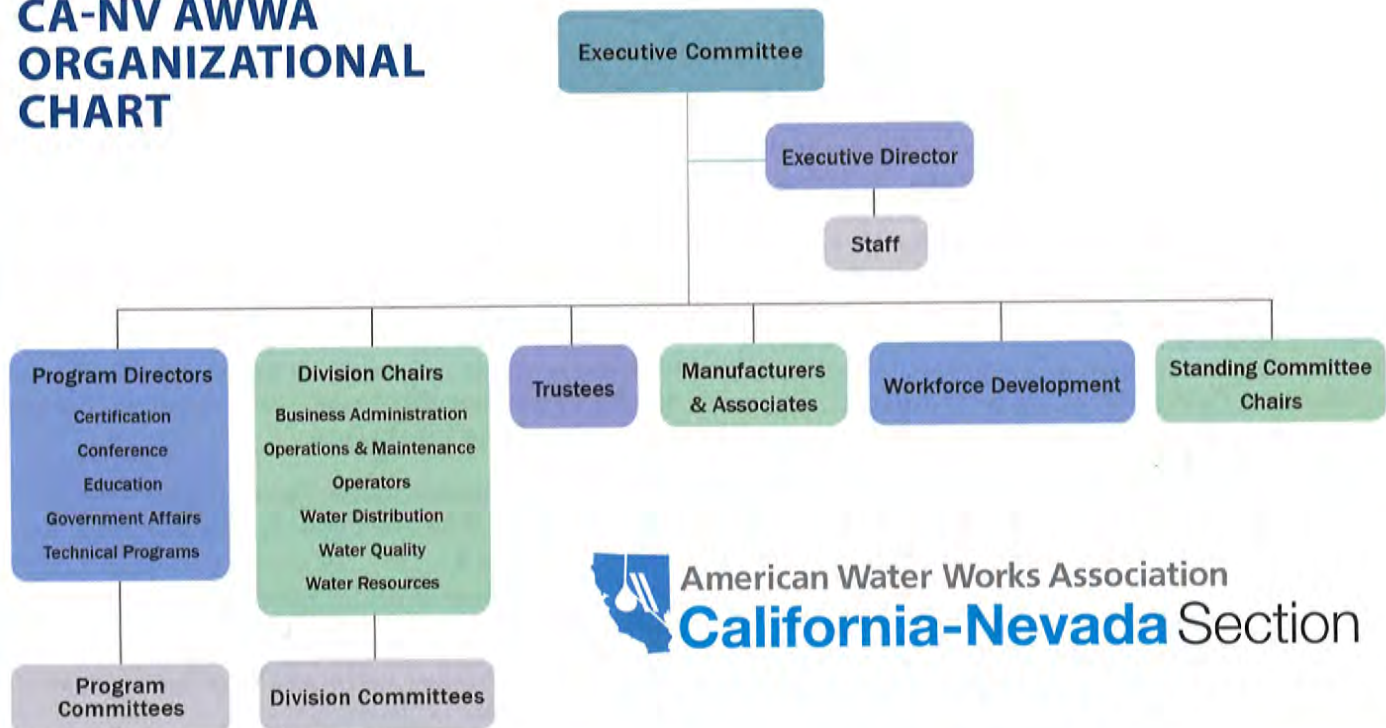 CA-NV AWWA
ORGANIZATIONAL
CHART
Executive Committee
Executive Director
Staff
Program Directors
Certification
Conference
Education
Government Affairs
Technical Programs
Division Chairs
Business Administration
Operations & Maintenance
Operators
Water Distribution
Water Quality
Water Resources
Trustees
Manufacturers
& Associates
Workforce Development
Standing Committee
Chairs
Program
Committees
Division Committees
American Water Works Association
California-Nevada Section